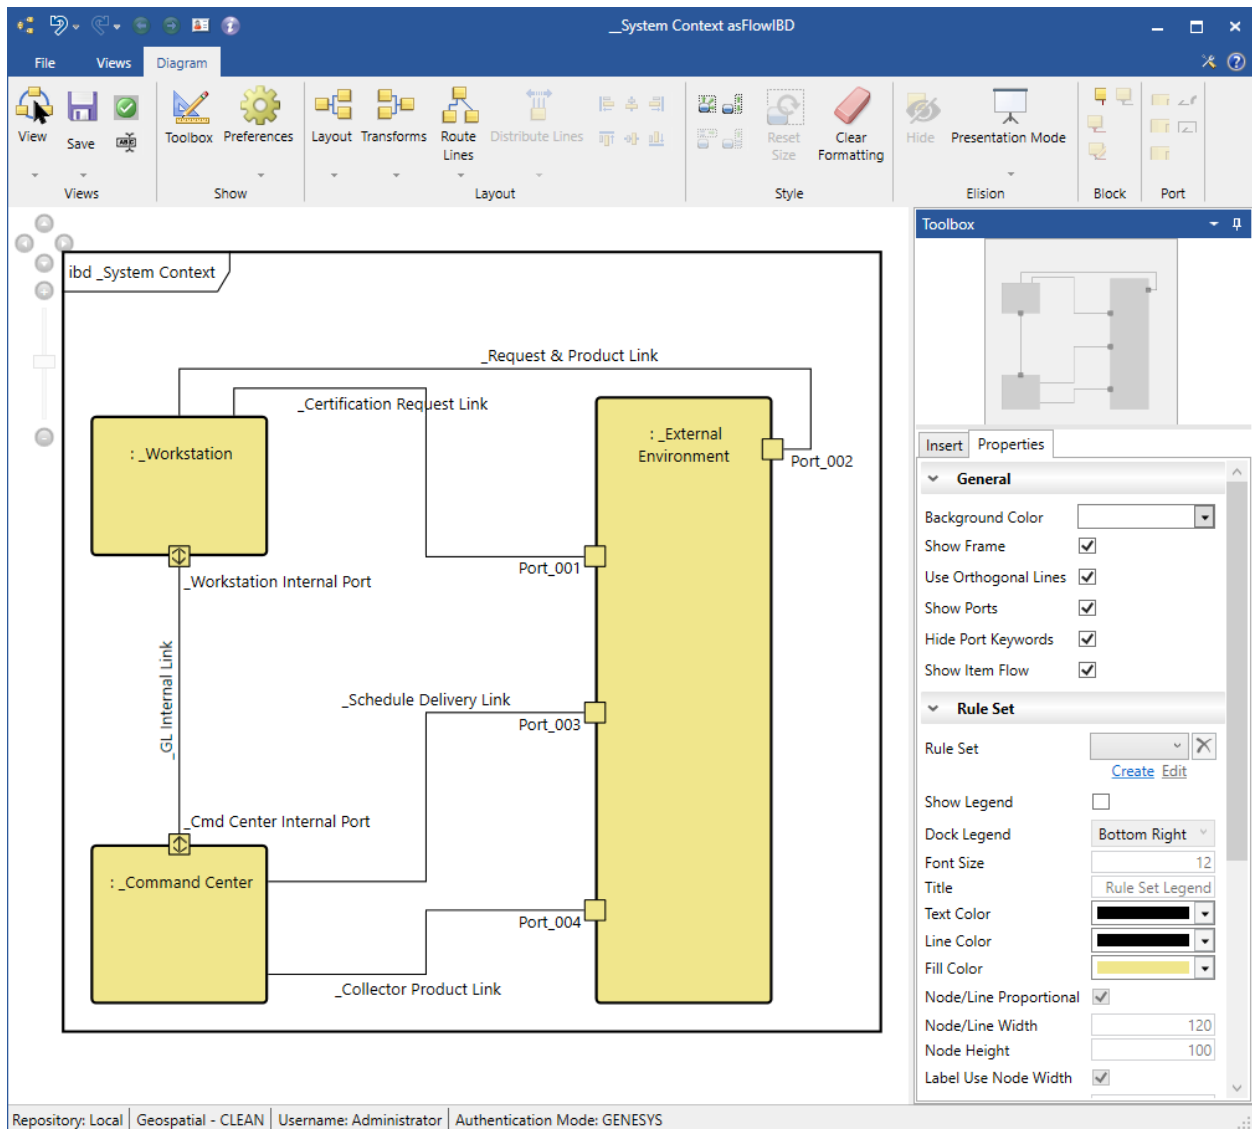 __System Context asFlowIBD
File Views Diagram
View Save Toolbox Preferences Layout Transforms Route Lines Distribute Lines Reset Size Clear Formatting Hide Presentation Mode
Views Show Layout Style Elision Block Port
ibd _System Context
_Request & Product Link
_Certification Request Link
: _Workstation
: _External
Environment
Port_002
Port_001
_Workstation Internal Port
_GL Internal Link
_Schedule Delivery Link
Port_003
_Cmd Center Internal Port
: _Command Center
Port_004
_Collector Product Link
Toolbox
Insert Properties
General
Background Color
Show Frame
Use Orthogonal Lines
Show Ports
Hide Port Keywords
Show Item Flow
Rule Set
Rule Set
Create Edit
Show Legend
Dock Legend Bottom Right
Font Size 12
Title Rule Set Legend
Text Color
Line Color
Fill Color
Node/Line Proportional
Node/Line Width 120
Node Height 100
Label Use Node Width
Repository: Local Geospatial - CLEAN Username: Administrator Authentication Mode: GENESYS